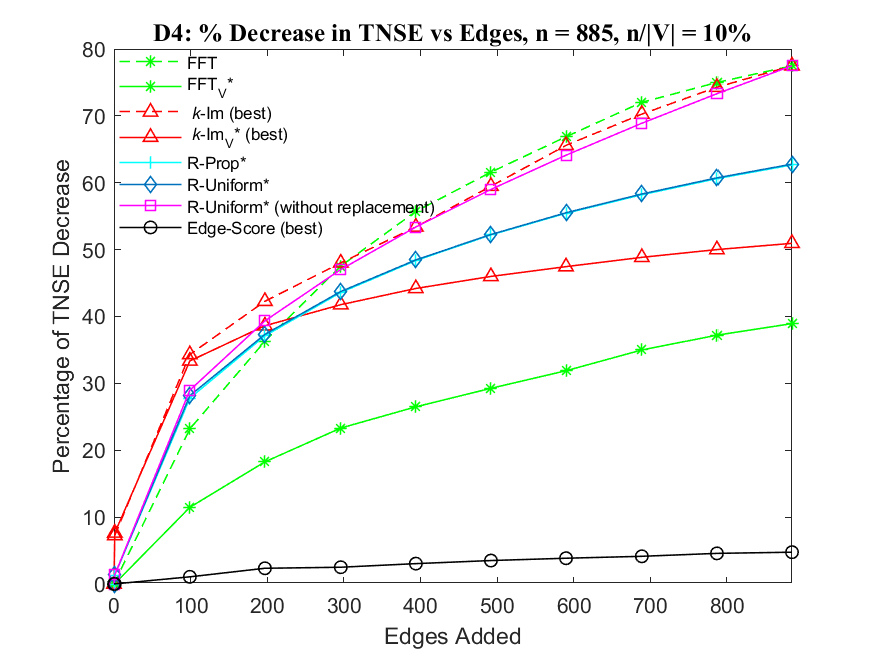 D4: % Decrease in TNSE vs Edges, n = 885, n/|V| = 10%
FFT
FFT_V*
k-Im (best)
k-Im_V* (best)
R-Prop*
R-Uniform*
R-Uniform* (without replacement)
Edge-Score (best)
Percentage of TNSE Decrease
80
70
60
50
40
30
20
10
0
0 100 200 300 400 500 600 700 800
Edges Added